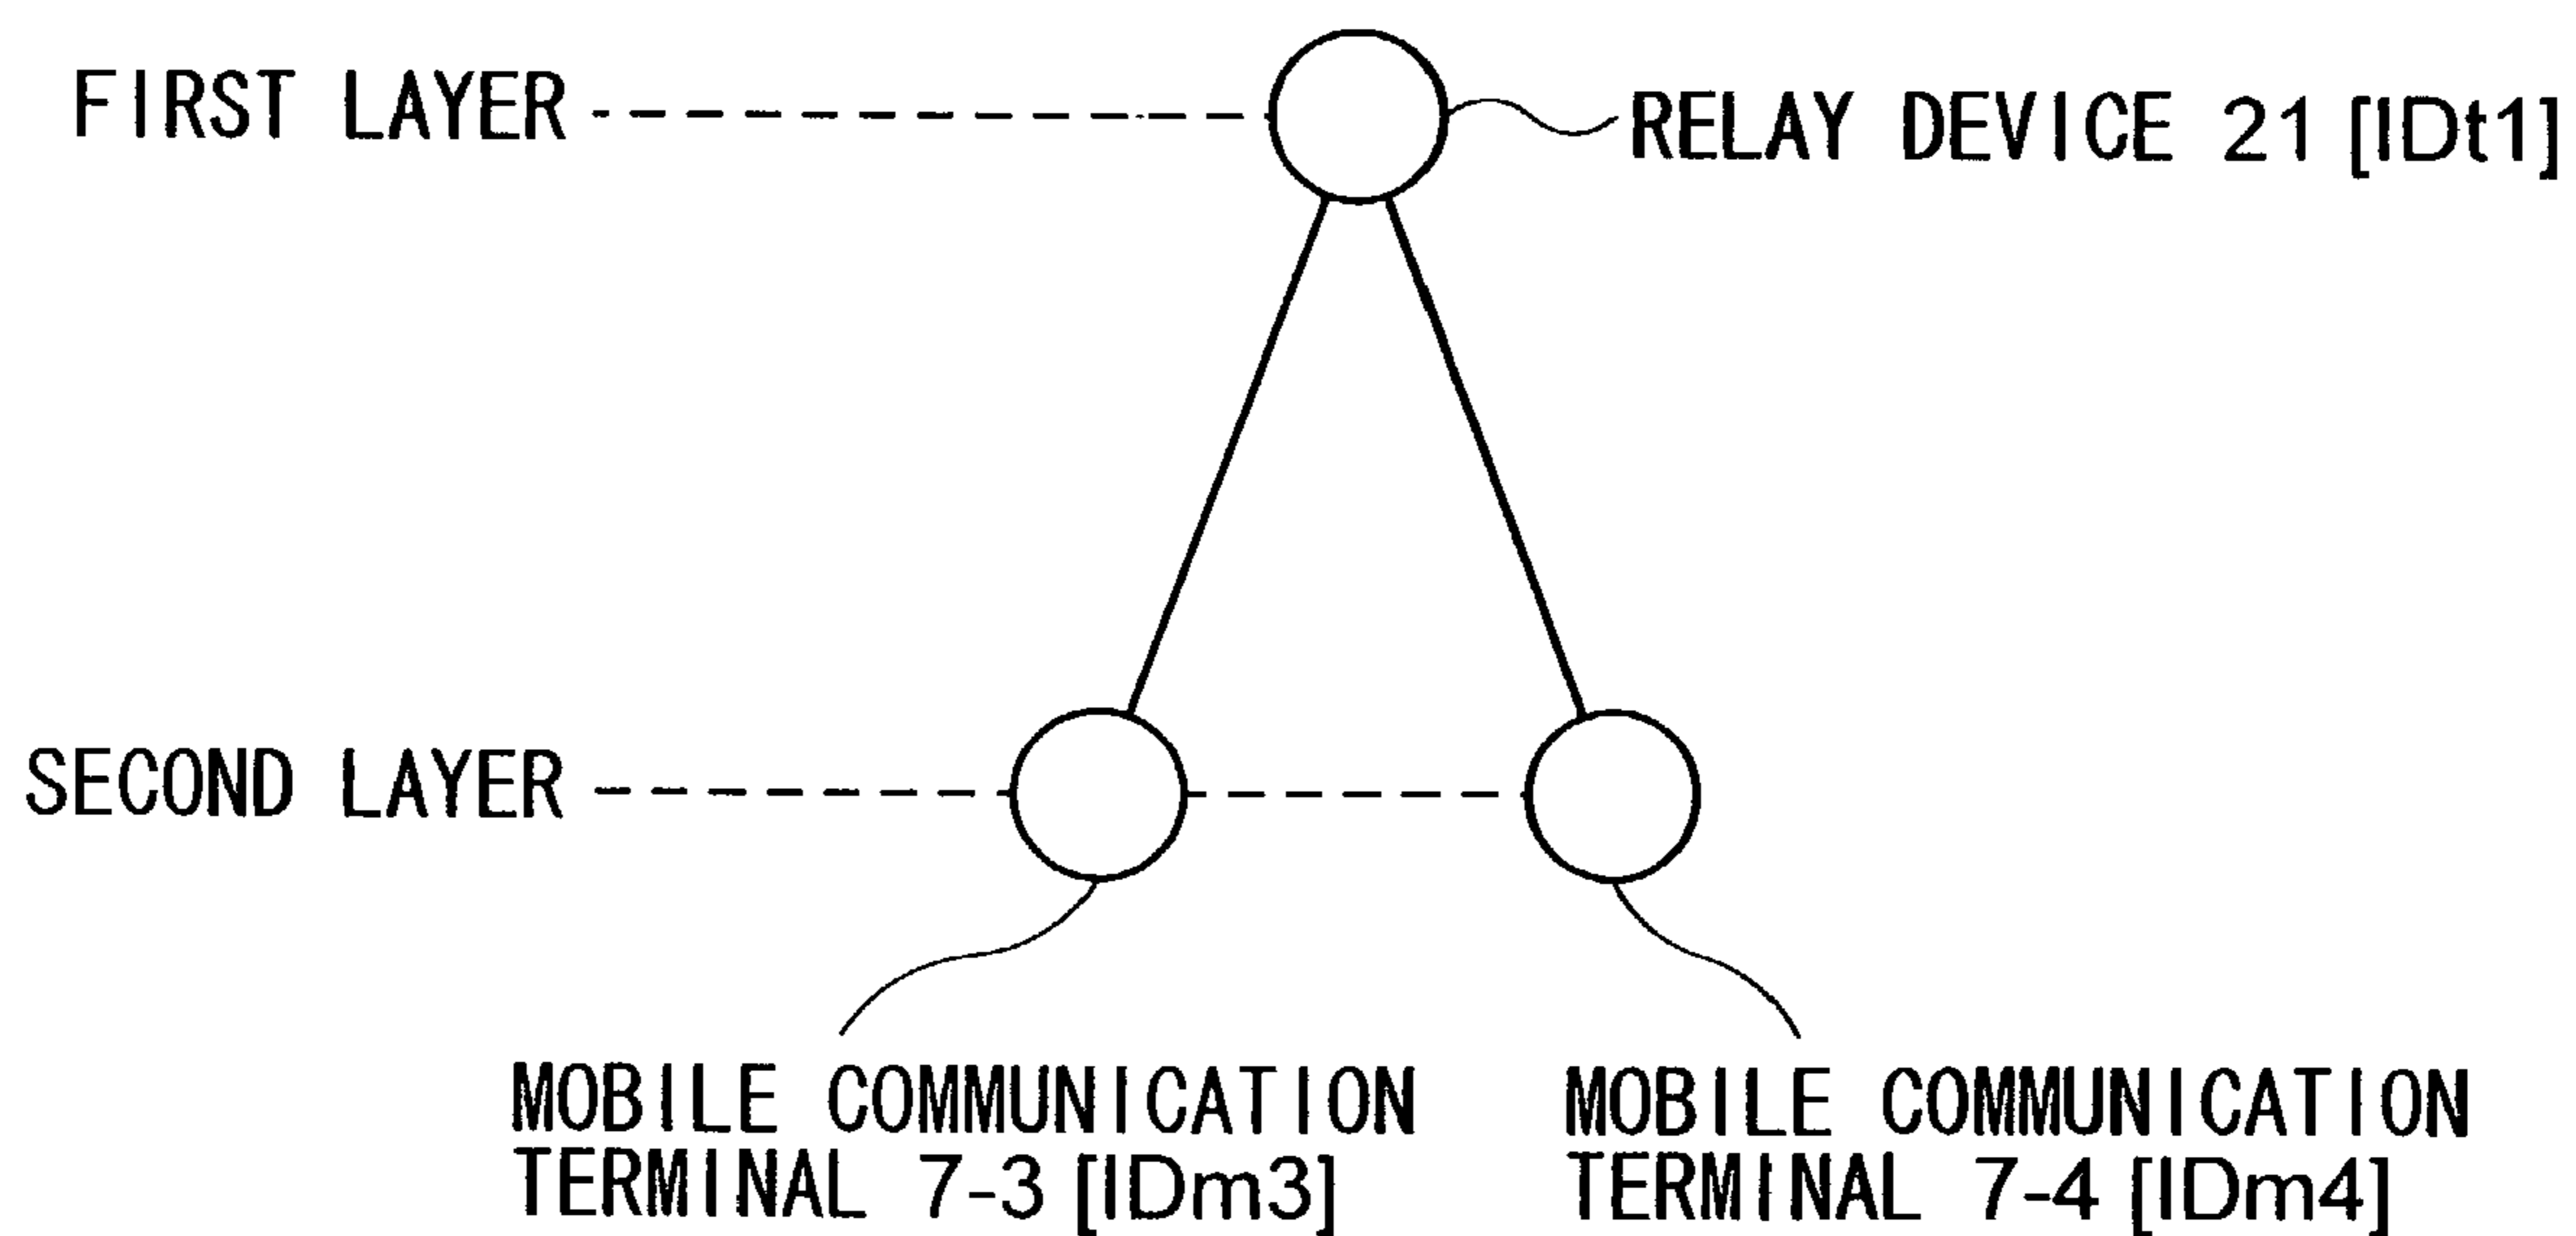 FIRST LAYER
RELAY DEVICE 21 [IDt1]
SECOND LAYER
MOBILE COMMUNICATION
TERMINAL 7-3 [IDm3]
MOBILE COMMUNICATION
TERMINAL 7-4 [IDm4]